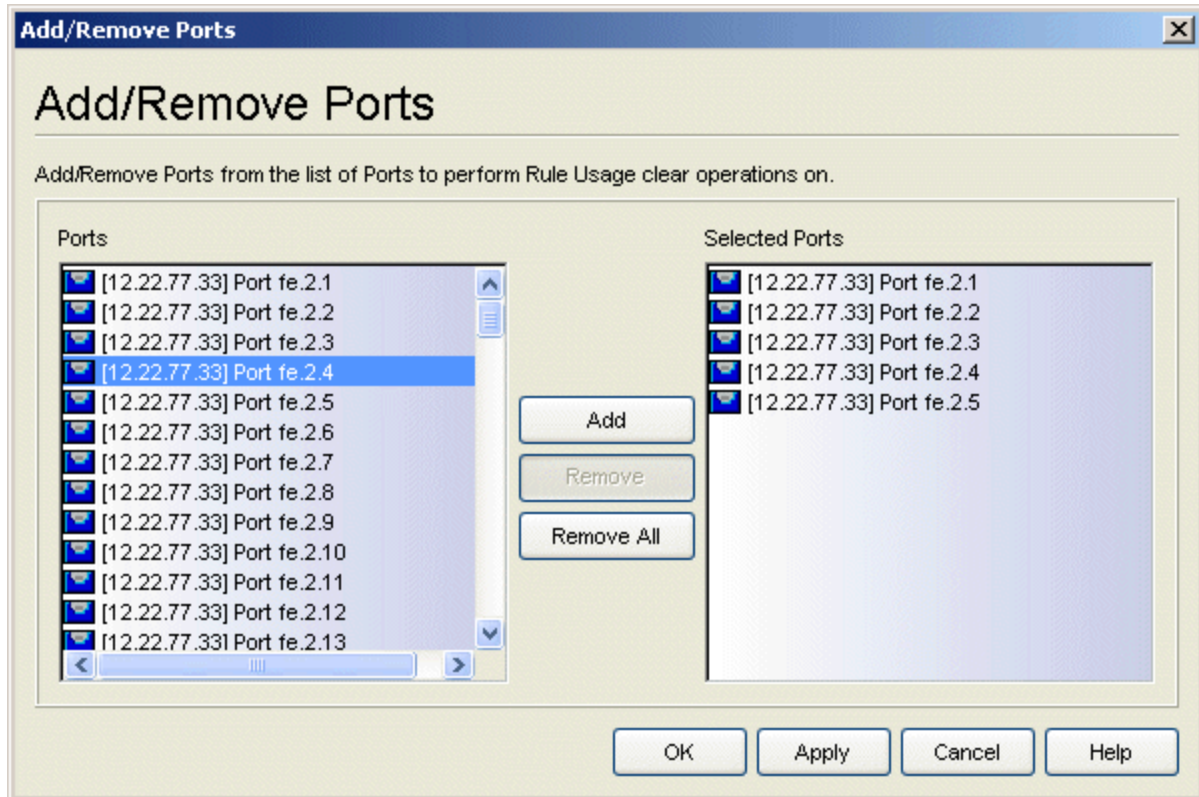 Add/Remove Ports
Add/Remove Ports
Add/Remove Ports from the list of Ports to perform Rule Usage clear operations on.
Ports
[12.22.77.33] Port fe.2.1
[12.22.77.33] Port fe.2.2
[12.22.77.33] Port fe.2.3
[12.22.77.33] Port fe.2.4
[12.22.77.33] Port fe.2.5
[12.22.77.33] Port fe.2.6
[12.22.77.33] Port fe.2.7
[12.22.77.33] Port fe.2.8
[12.22.77.33] Port fe.2.9
[12.22.77.33] Port fe.2.10
[12.22.77.33] Port fe.2.11
[12.22.77.33] Port fe.2.12
[12.22.77.33] Port fe.2.13
Add
Remove
Remove All
Selected Ports
[12.22.77.33] Port fe.2.1
[12.22.77.33] Port fe.2.2
[12.22.77.33] Port fe.2.3
[12.22.77.33] Port fe.2.4
[12.22.77.33] Port fe.2.5
OK
Apply
Cancel
Help